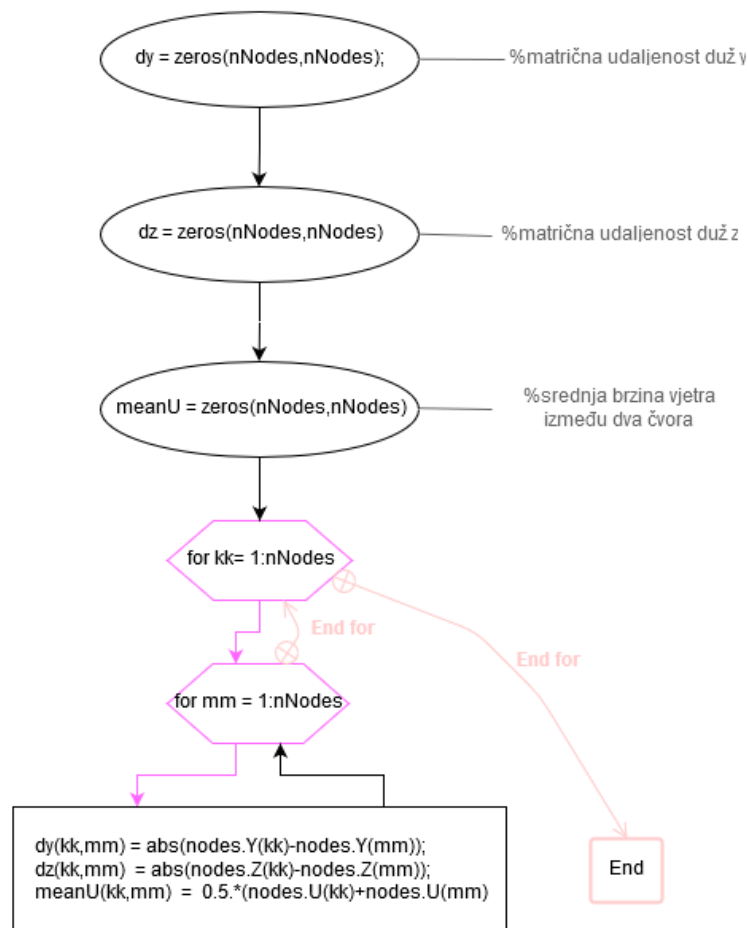 dy = zeros(nNodes,nNodes);
%matrična udaljenost duž y
dz = zeros(nNodes,nNodes)
%matrična udaljenost duž z
meanU = zeros(nNodes,nNodes)
%srednja brzina vjetra
između dva čvora
for kk= 1:nNodes
End for
End for
for mm = 1:nNodes
dy(kk,mm) = abs(nodes.Y(kk)-nodes.Y(mm));
dz(kk,mm) = abs(nodes.Z(kk)-nodes.Z(mm));
meanU(kk,mm) = 0.5.*(nodes.U(kk)+nodes.U(mm)
End